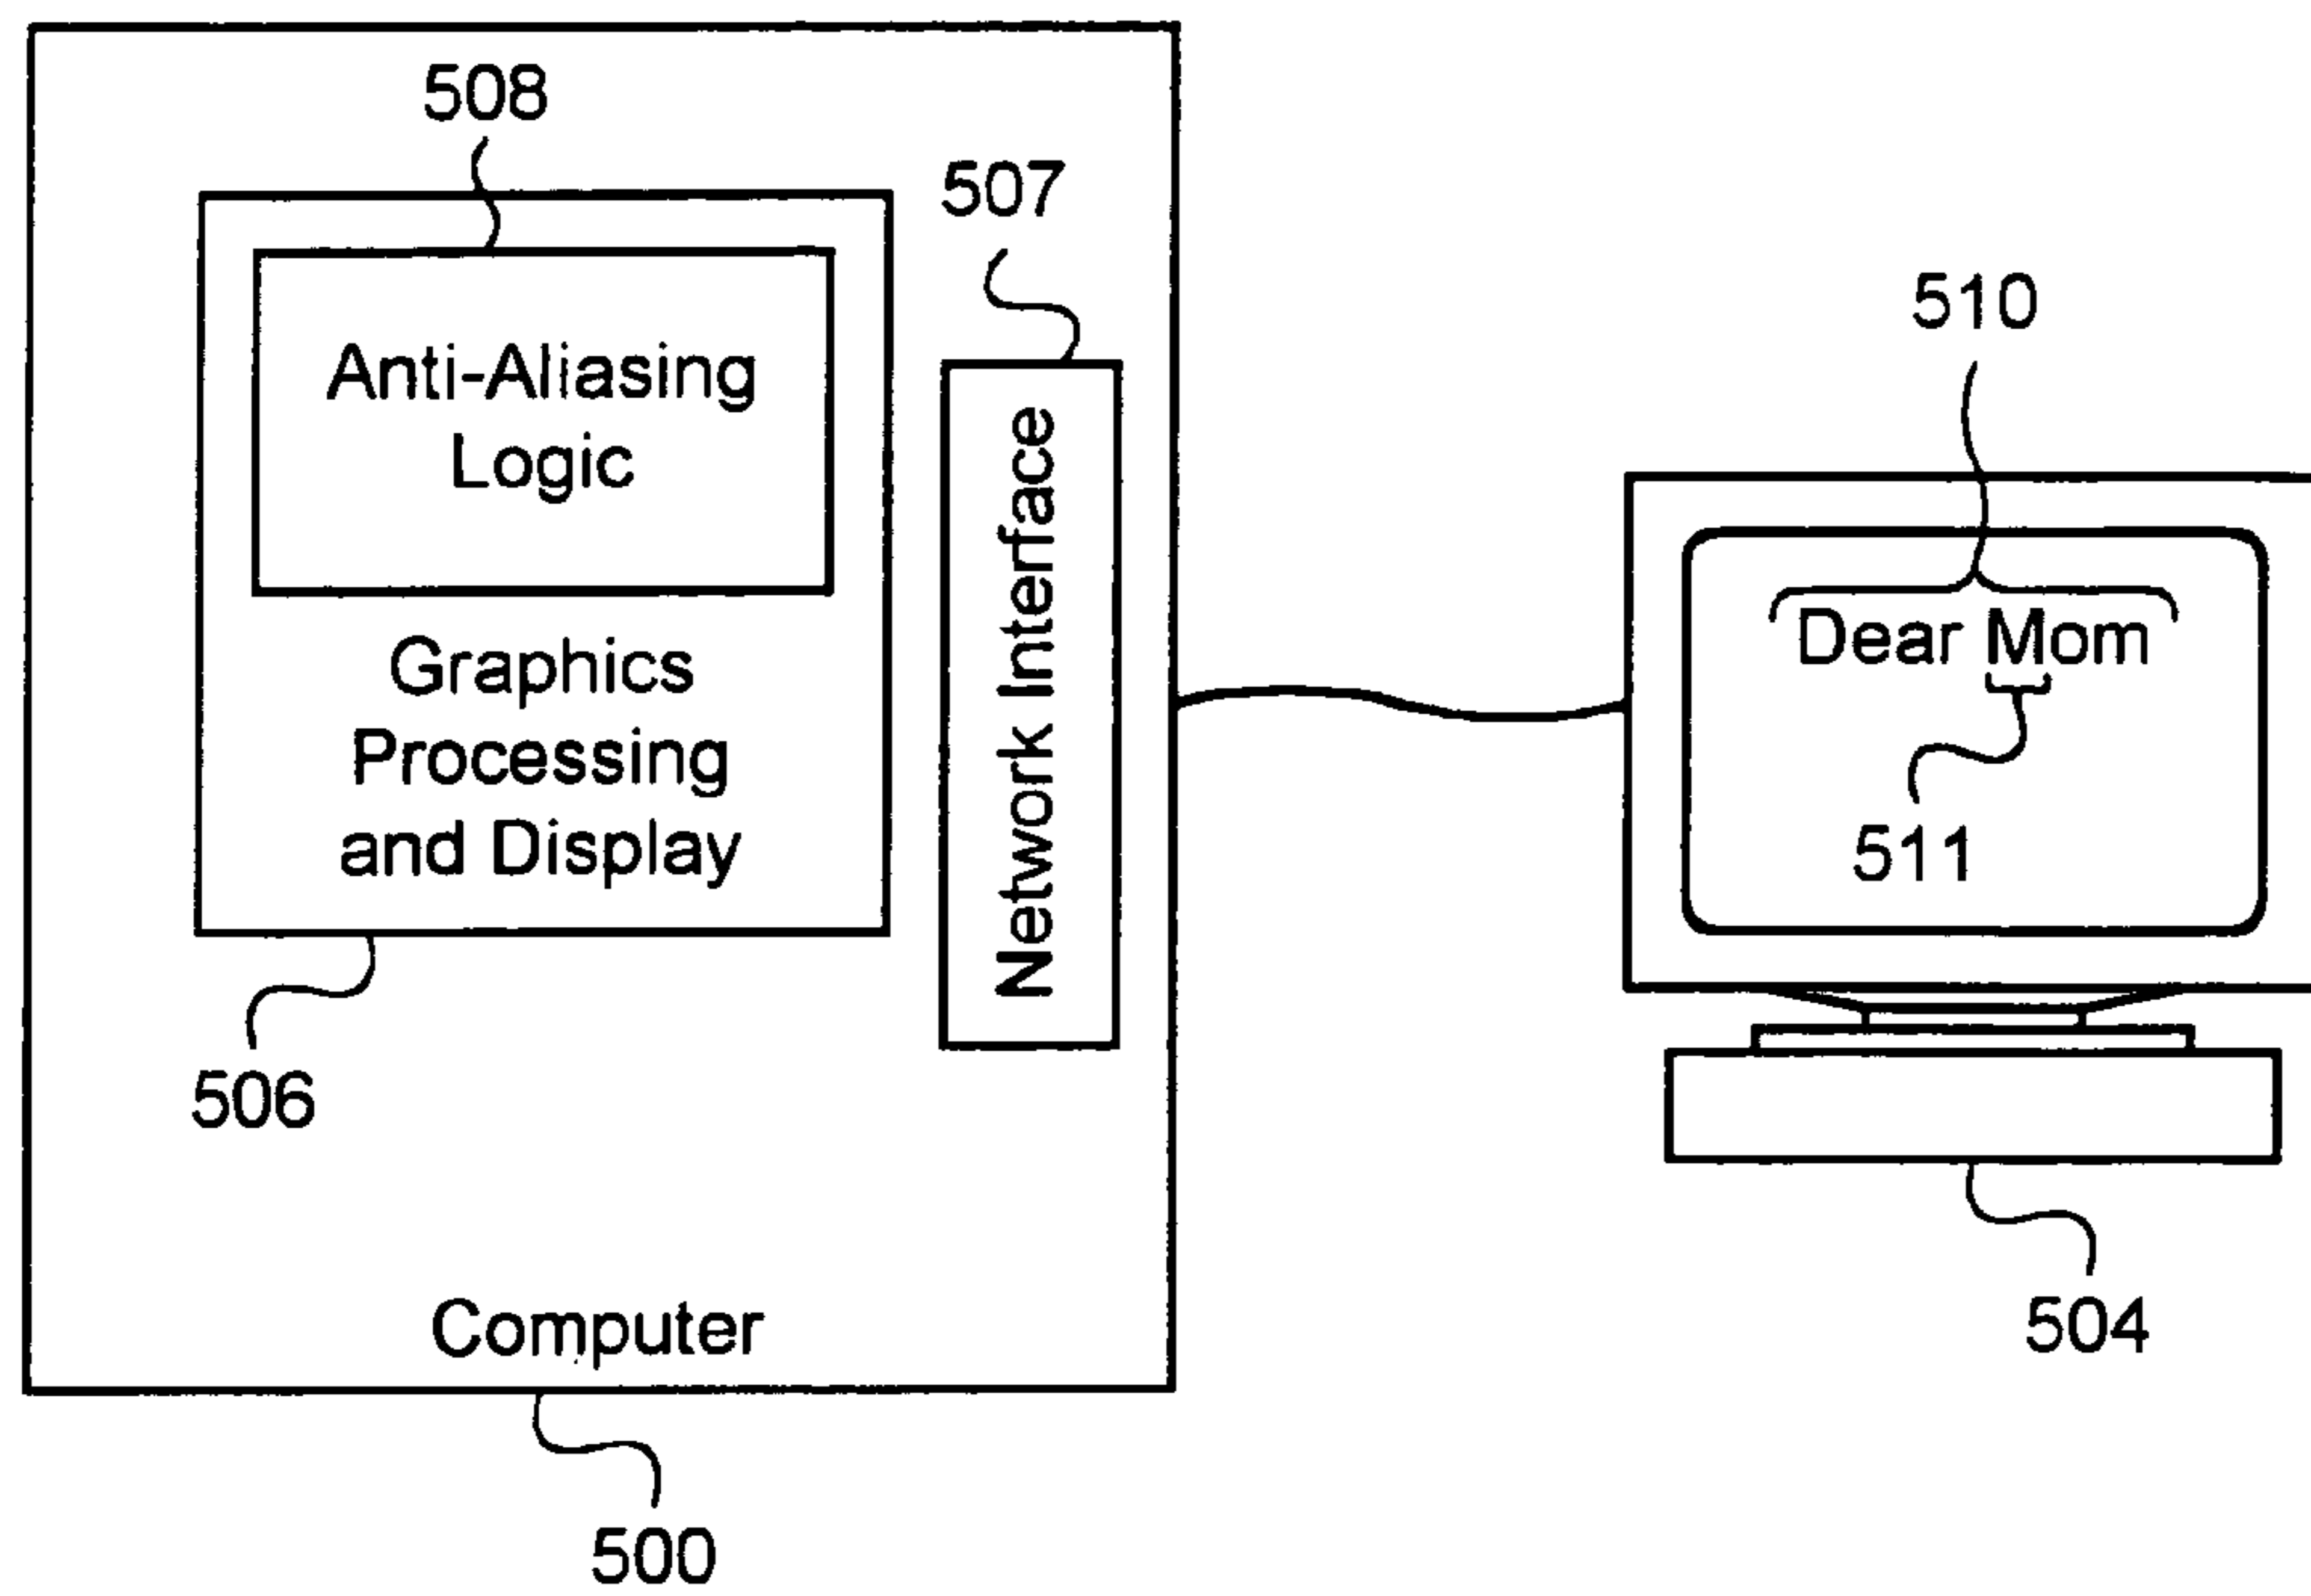 508
507
Anti-Aliasing
Logic
Graphics
Processing
and Display
Network Interface
506
Computer
500
510
Dear Mom
511
504